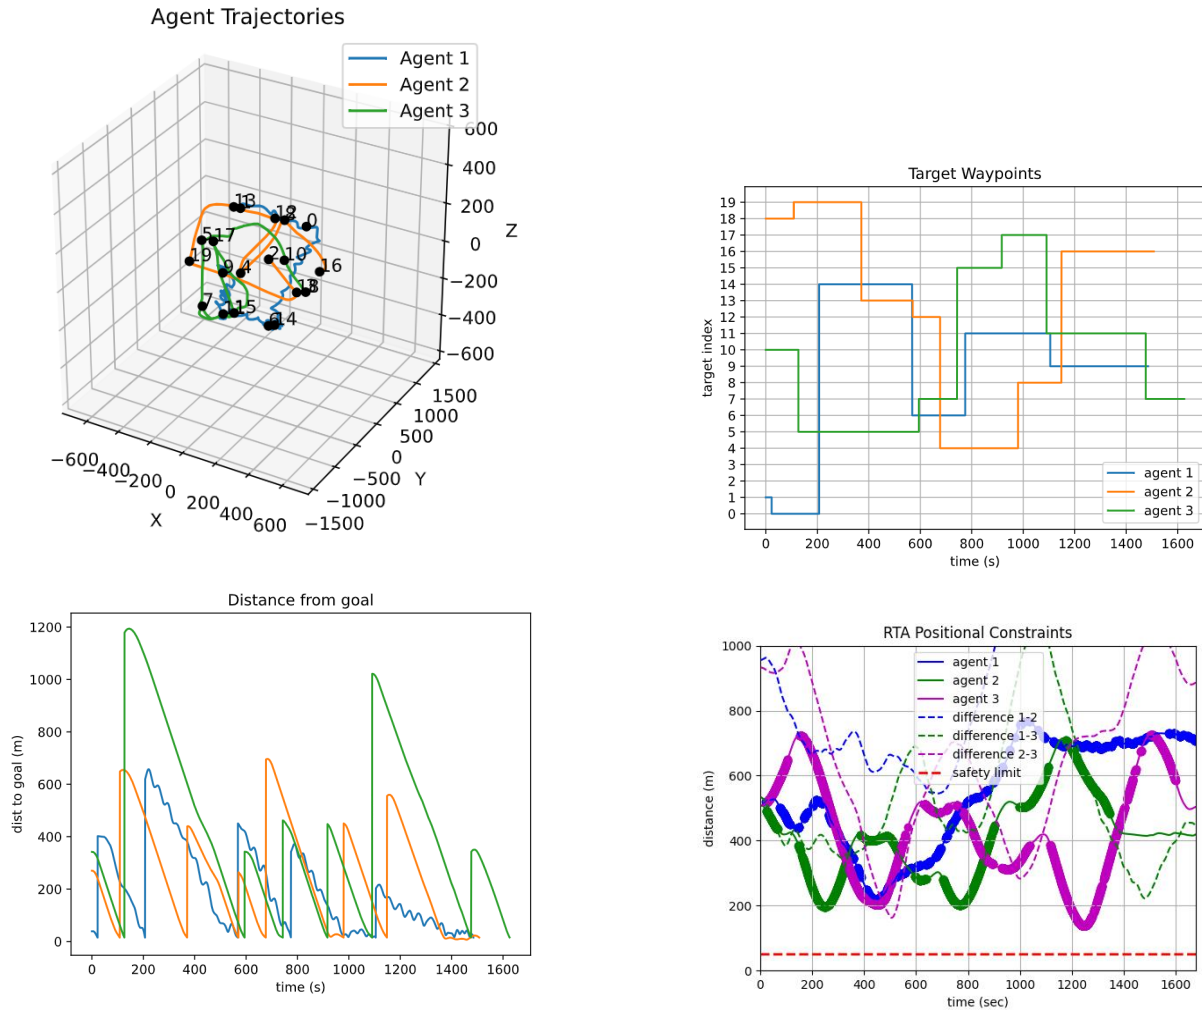 Agent Trajectories
Agent 1
Agent 2
Agent 3
600
400
200
0
−200
−400
−600
Z
1500
1000
500
0
−500
−1000
−1500
Y
−600
−400
−200
0
200
400
600
X
13
0
5
17
19
9
4
2
10
16
7
15
14
Target Waypoints
19
18
17
16
15
14
13
12
11
10
9
8
7
6
5
4
3
2
1
0
target index
agent 1
agent 2
agent 3
0 200 400 600 800 1000 1200 1400 1600
time (s)
Distance from goal
1200
1000
800
600
400
200
0
dist to goal (m)
0 200 400 600 800 1000 1200 1400 1600
time (s)
RTA Positional Constraints
1000
800
600
400
200
0
distance (m)
agent 1
agent 2
agent 3
difference 1-2
difference 1-3
difference 2-3
safety limit
0 200 400 600 800 1000 1200 1400 1600
time (sec)